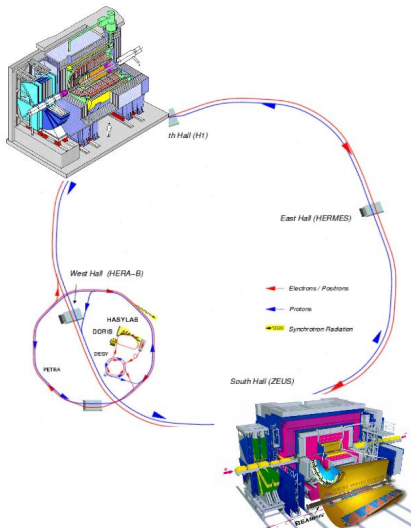 th Hall (H1)
East Hall (HERMES)
West Hall (HERA-B)
Electrons / Positrons
Protons
Synchrotron Radiation
HASYLAB
DORIS
DESY
PETRA
South Hall (ZEUS)